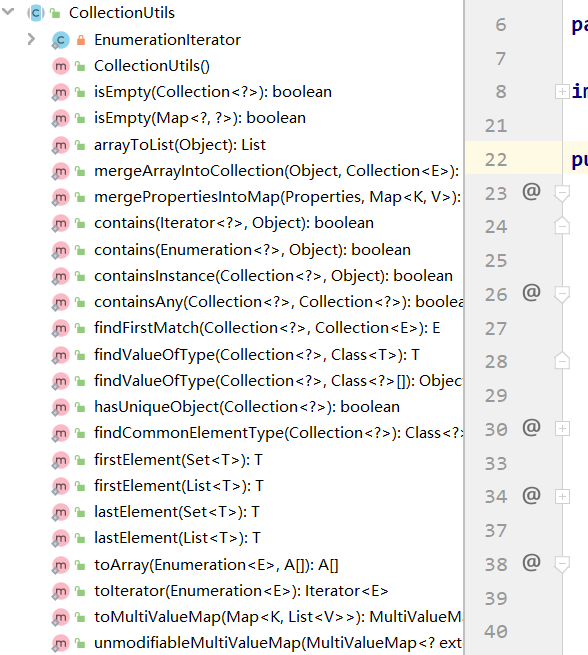 CollectionUtils
EnumerationIterator
CollectionUtils()
isEmpty(Collection<?>): boolean
isEmpty(Map<?, ?>): boolean
arrayToList(Object): List
mergeArrayIntoCollection(Object, Collection<E>):
mergePropertiesIntoMap(Properties, Map<K, V>):
contains(Iterator<?>, Object): boolean
contains(Enumeration<?>, Object): boolean
containsInstance(Collection<?>, Object): boolean
containsAny(Collection<?>, Collection<?>): boolea
findFirstMatch(Collection<?>, Collection<E>): E
findValueOfType(Collection<?>, Class<T>): T
findValueOfType(Collection<?>, Class<?>[]): Objec
hasUniqueObject(Collection<?>): boolean
findCommonElementType(Collection<?>): Class<?>
firstElement(Set<T>): T
firstElement(List<T>): T
lastElement(Set<T>): T
lastElement(List<T>): T
toArray(Enumeration<E>, A[]): A[]
toIterator(Enumeration<E>): Iterator<E>
toMultiValueMap(Map<K, List<V>>): MultiValueMa
unmodifiableMultiValueMap(MultiValueMap<? ext
6 pa
7
8 im
21
22 pu
23 @
24
25
26 @
27
28
29
30 @
33
34 @
37
38 @
39
40